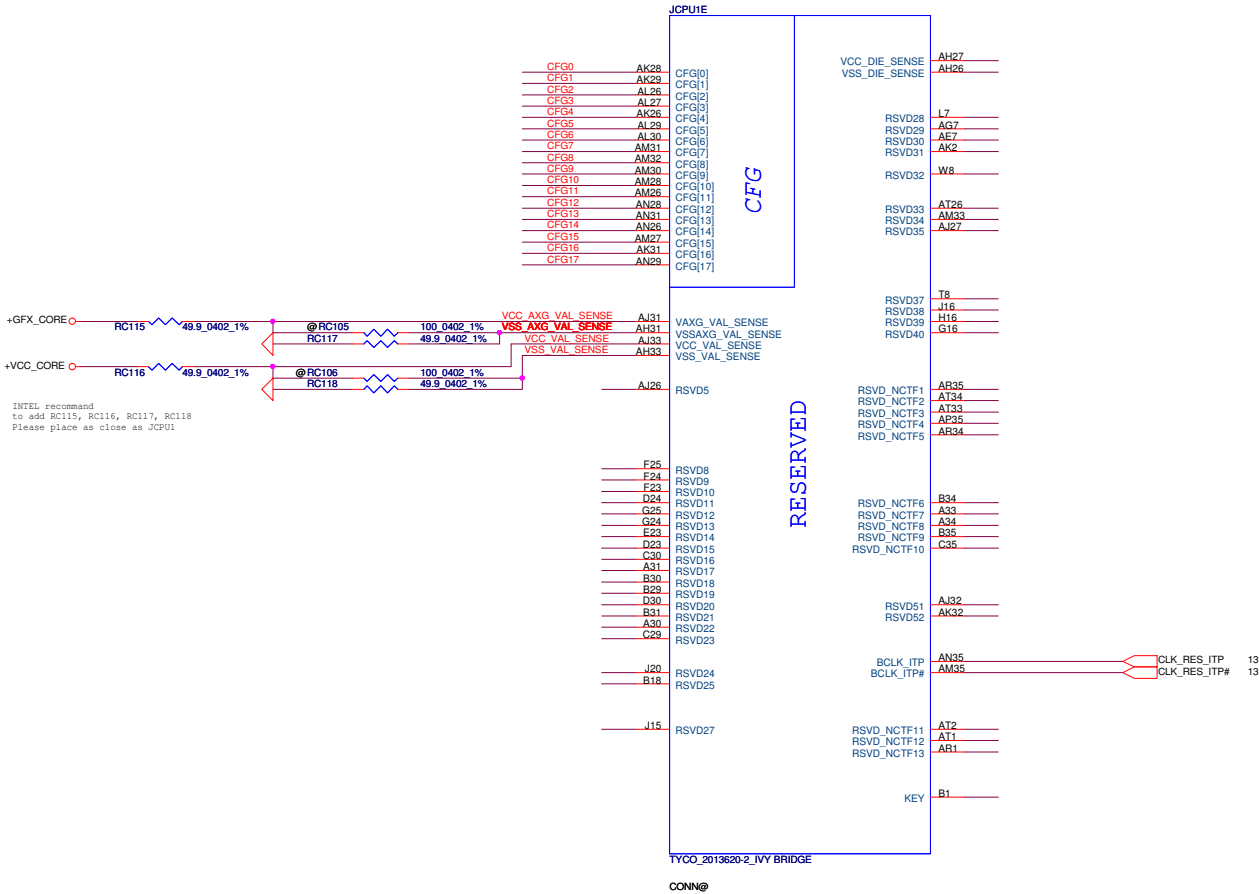 JCPU1E
CFG0 AK28 CFG[0]
CFG1 AK29 CFG[1]
CFG2 AL26 CFG[2]
CFG3 AL27 CFG[3]
CFG4 AK26 CFG[4]
CFG5 AL29 CFG[5]
CFG6 AL30 CFG[6]
CFG7 AM31 CFG[7]
CFG8 AM32 CFG[8]
CFG9 AM30 CFG[9]
CFG10 AM28 CFG[10]
CFG11 AM26 CFG[11]
CFG12 AN28 CFG[12]
CFG13 AN31 CFG[13]
CFG14 AN26 CFG[14]
CFG15 AM27 CFG[15]
CFG16 AK31 CFG[16]
CFG17 AN29 CFG[17]
CFG
VCC_DIE_SENSE AH27
VSS_DIE_SENSE AH26
RSVD28 L7
RSVD29 AG7
RSVD30 AE7
RSVD31 AK2
RSVD32 W8
RSVD33 AT26
RSVD34 AM33
RSVD35 AJ27
RSVD37 T8
RSVD38 J16
RSVD39 H16
RSVD40 G16
+GFX_CORE RC115 49.9_0402_1%
@ RC105 100_0402_1%
RC117 49.9_0402_1%
VCC_AXG_VAL_SENSE AJ31 VAXG_VAL_SENSE
VSS_AXG_VAL_SENSE AH31 VSSAXG_VAL_SENSE
VCC_VAL_SENSE AJ33 VCC_VAL_SENSE
VSS_VAL_SENSE AH33 VSS_VAL_SENSE
+VCC_CORE RC116 49.9_0402_1%
@ RC106 100_0402_1%
RC118 49.9_0402_1%
AJ26 RSVD5
INTEL recommand
to add RC115, RC116, RC117, RC118
Please place as close as JCPU1
RESERVED
RSVD_NCTF1 AR35
RSVD_NCTF2 AT34
RSVD_NCTF3 AT33
RSVD_NCTF4 AP35
RSVD_NCTF5 AR34
F25 RSVD8
F24 RSVD9
F23 RSVD10
D24 RSVD11
G25 RSVD12
G24 RSVD13
E23 RSVD14
D23 RSVD15
C30 RSVD16
A31 RSVD17
B30 RSVD18
B29 RSVD19
D30 RSVD20
B31 RSVD21
A30 RSVD22
C29 RSVD23
J20 RSVD24
B18 RSVD25
J15 RSVD27
RSVD_NCTF6 B34
RSVD_NCTF7 A33
RSVD_NCTF8 A34
RSVD_NCTF9 B35
RSVD_NCTF10 C35
RSVD51 AJ32
RSVD52 AK32
BCLK_ITP AN35 CLK_RES_ITP 13
BCLK_ITP# AM35 CLK_RES_ITP# 13
RSVD_NCTF11 AT2
RSVD_NCTF12 AT1
RSVD_NCTF13 AR1
KEY B1
TYCO_2013620-2_IVY BRIDGE
CONN@